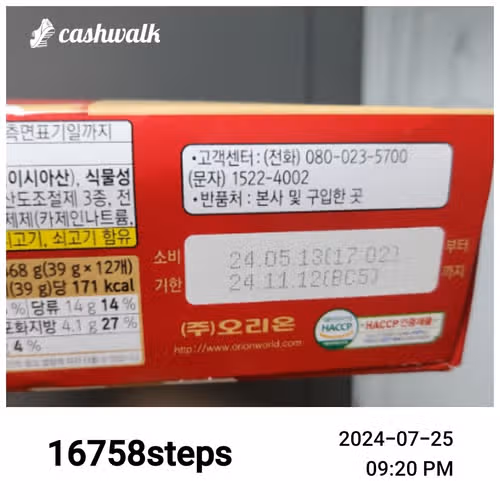 cashwalk
측면표기일까지
이시아산), 식물성
산도조절제 3종, 전
제제(카제인나트륨,
고기, 쇠고기 함유
468 g(39 g×12개)
(39 g)당 171 kcal
% 당류 14 g 14 %
포화지방 4.1 g 27 %
4 %
•고객센터:(전화) 080-023-5700
(문자) 1522-4002
•반품처 : 본사 및 구입한 곳
소비
기한
24.05.13(17:02)
24.11.12(BC5)
부터
까지
(주)오리온
http://www.orionworld.com
HACCP
HACCP 인증제품
16758steps
2024-07-25
09:20 PM